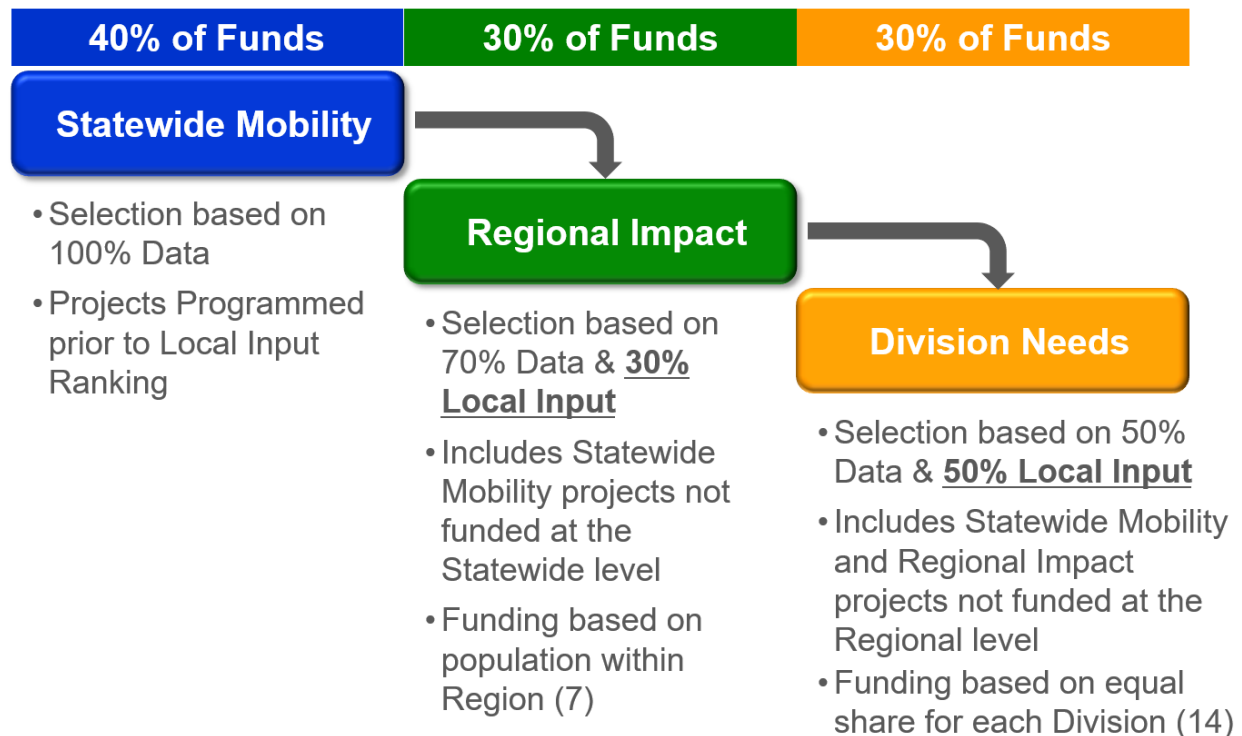 40% of Funds
30% of Funds
30% of Funds
Statewide Mobility
• Selection based on
100% Data
• Projects Programmed
prior to Local Input
Ranking
Regional Impact
• Selection based on
70% Data & 30%
Local Input
• Includes Statewide
Mobility projects not
funded at the
Statewide level
• Funding based on
population within
Region (7)
Division Needs
• Selection based on 50%
Data & 50% Local Input
• Includes Statewide Mobility
and Regional Impact
projects not funded at the
Regional level
• Funding based on equal
share for each Division (14)